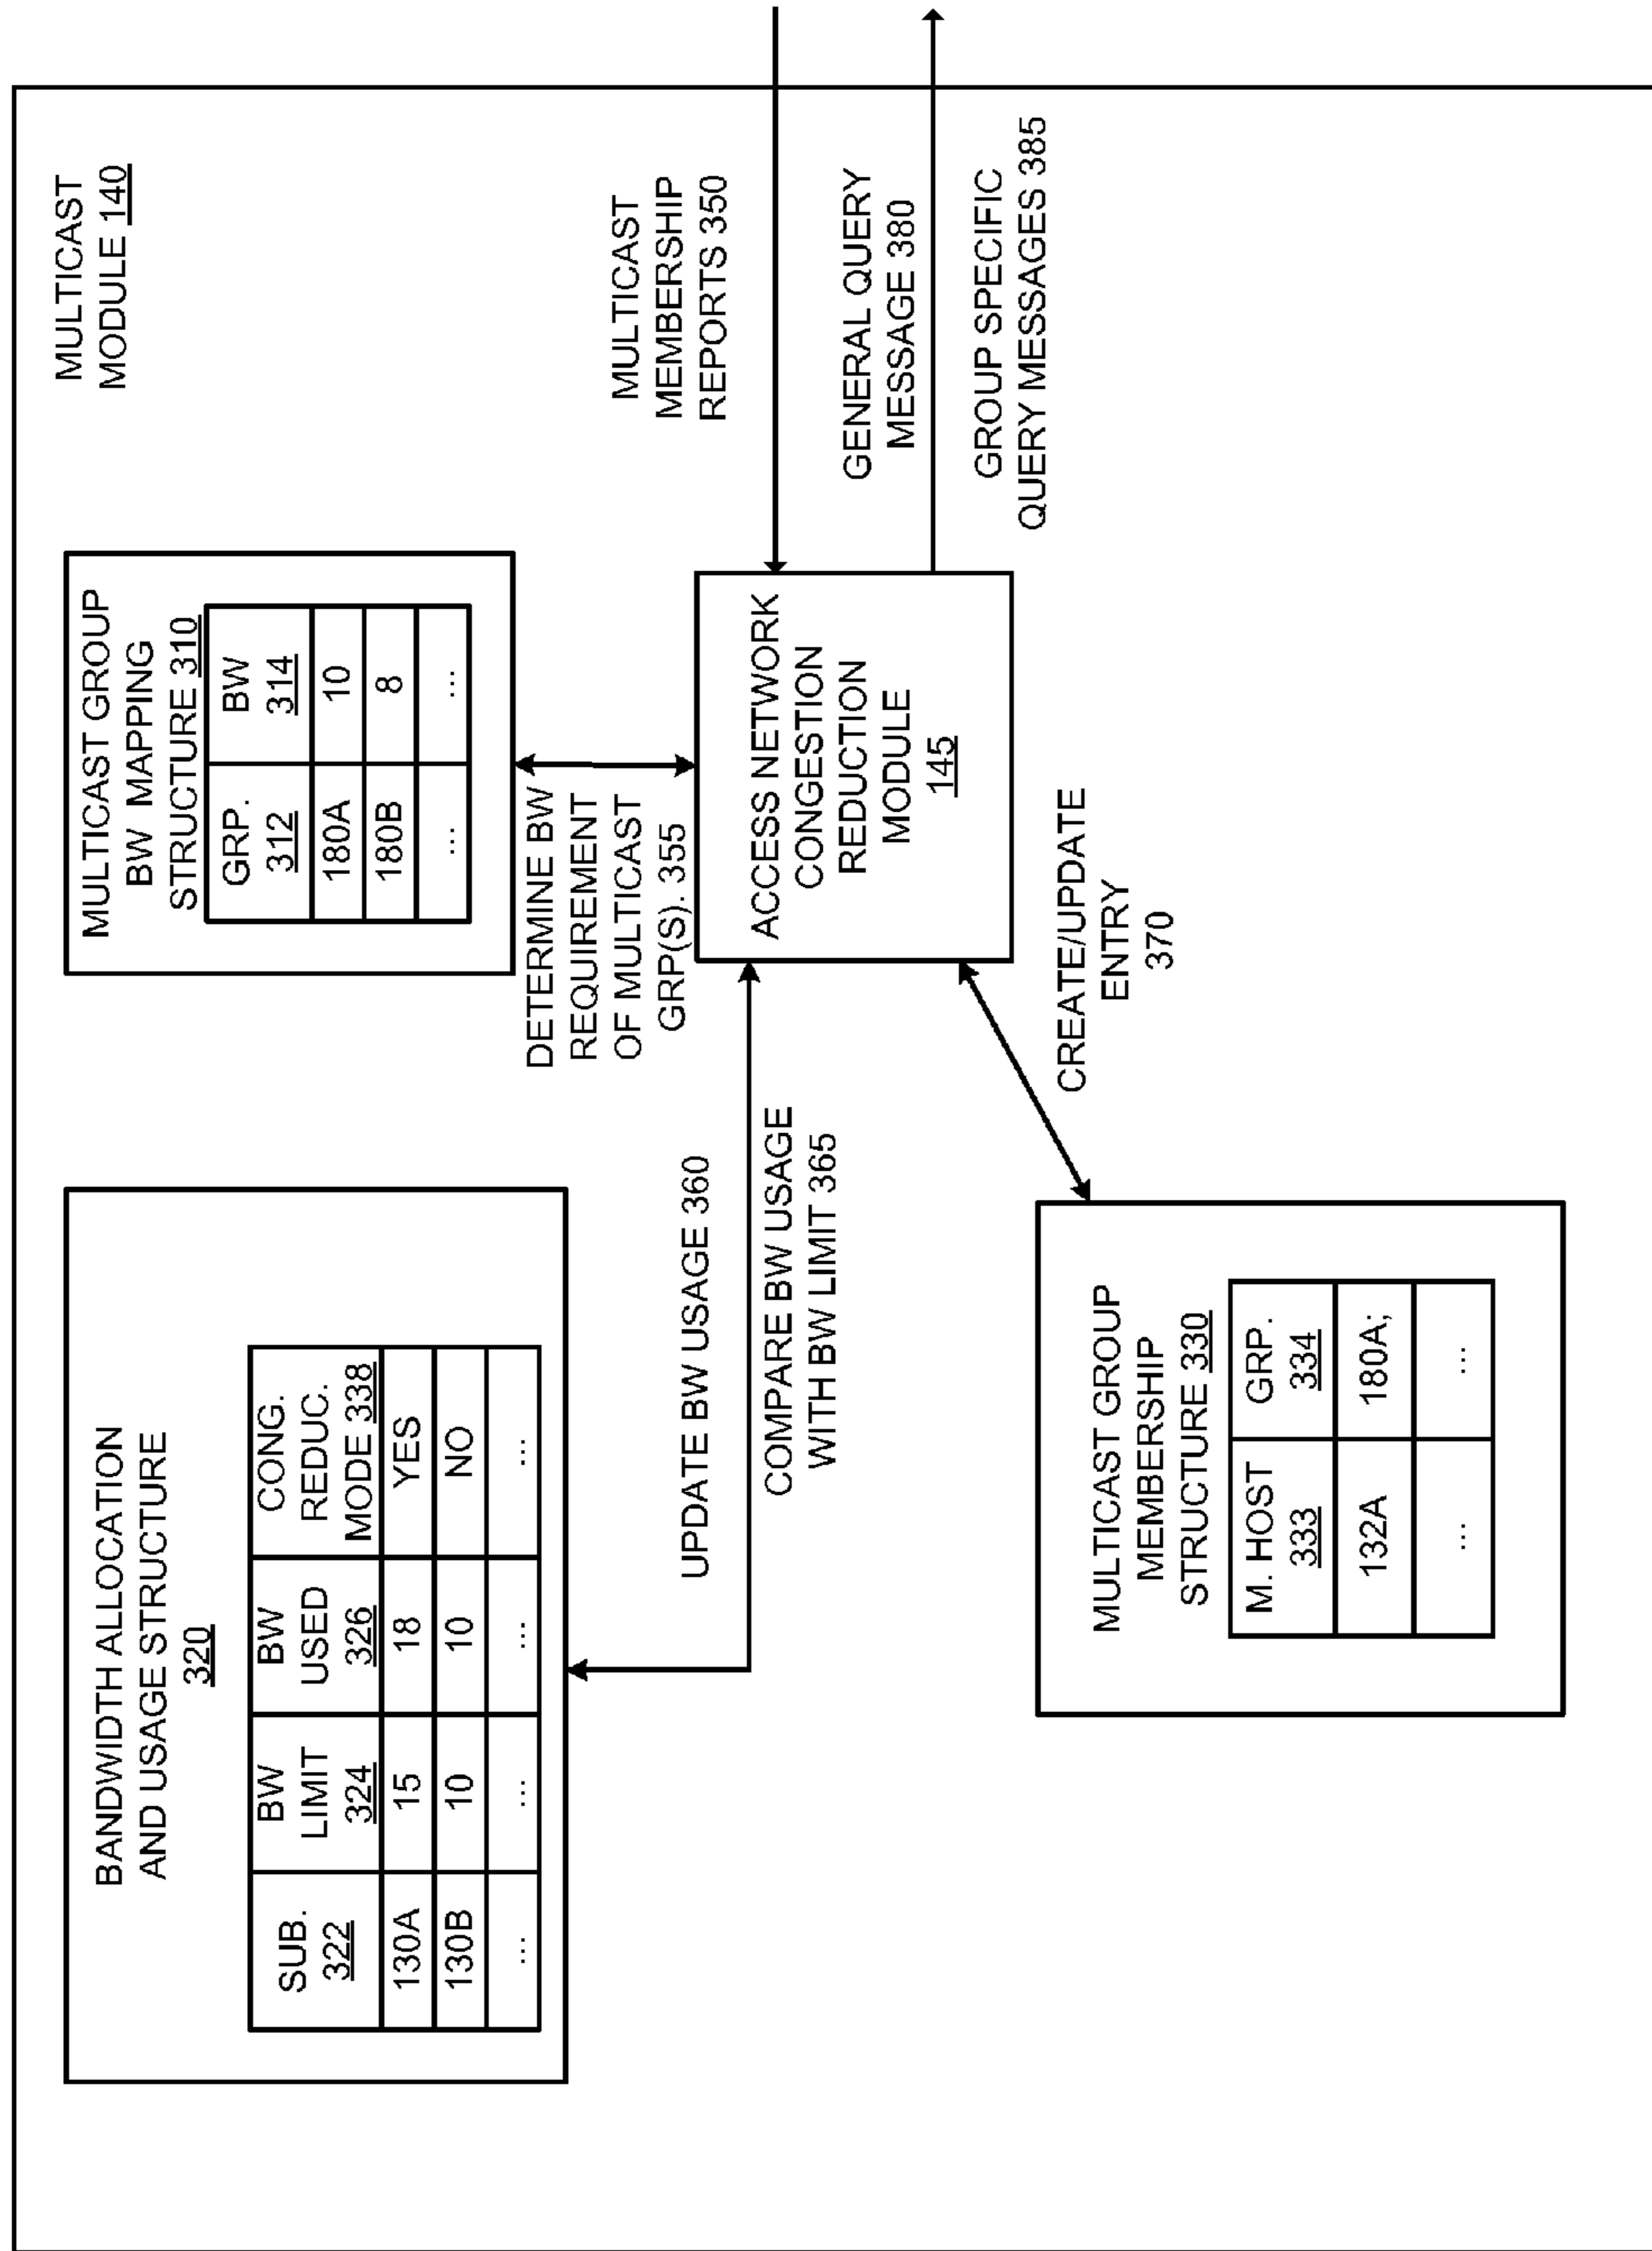 MULTICAST
MODULE 140
BANDWIDTH ALLOCATION
AND USAGE STRUCTURE
320
SUB.
322
BW
LIMIT
324
BW
USED
326
CONG.
REDUC.
MODE 338
130A
15
18
YES
130B
10
10
NO
...
...
...
...
MULTICAST GROUP
BW MAPPING
STRUCTURE 310
GRP.
312
BW
314
180A
10
180B
8
...
...
DETERMINE BW
REQUIREMENT
OF MULTICAST
GRP(S). 355
UPDATE BW USAGE 360
COMPARE BW USAGE
WITH BW LIMIT 365
ACCESS NETWORK
CONGESTION
REDUCTION
MODULE
145
MULTICAST
MEMBERSHIP
REPORTS 350
GENERAL QUERY
MESSAGE 380
GROUP SPECIFIC
QUERY MESSAGES 385
CREATE/UPDATE
ENTRY
370
MULTICAST GROUP
MEMBERSHIP
STRUCTURE 330
M. HOST
333
GRP.
334
132A
180A;
...
...